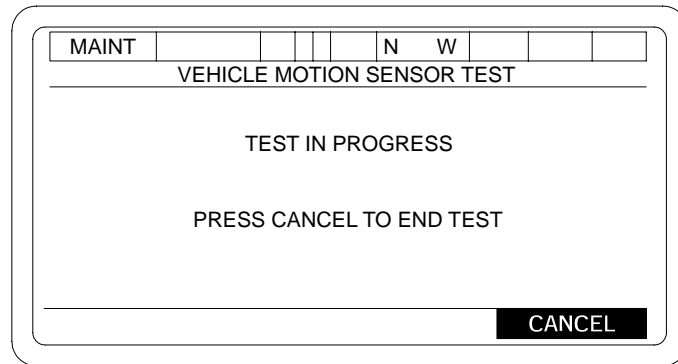 MAINT N W
VEHICLE MOTION SENSOR TEST
TEST IN PROGRESS
PRESS CANCEL TO END TEST
CANCEL